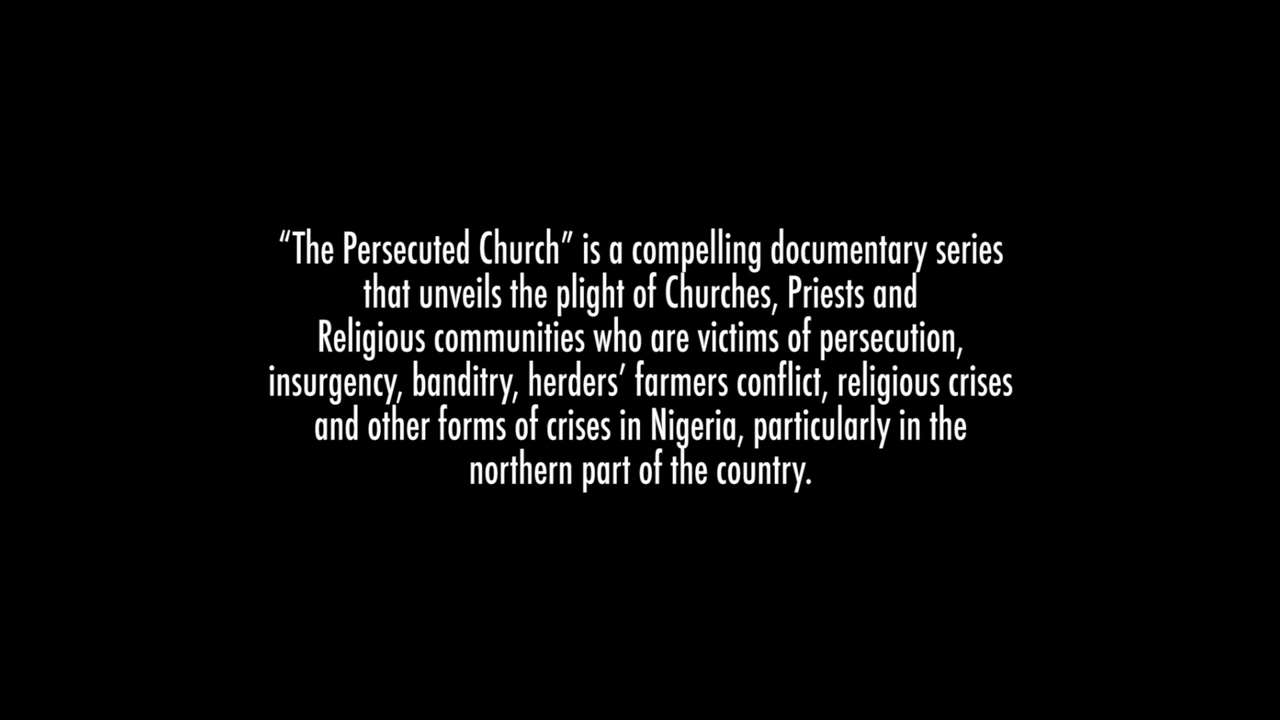 “The Persecuted Church” is a compelling documentary series
that unveils the plight of Churches, Priests and
Religious communities who are victims of persecution,
insurgency, banditry, herders’ farmers conflict, religious crises
and other forms of crises in Nigeria, particularly in the
northern part of the country.